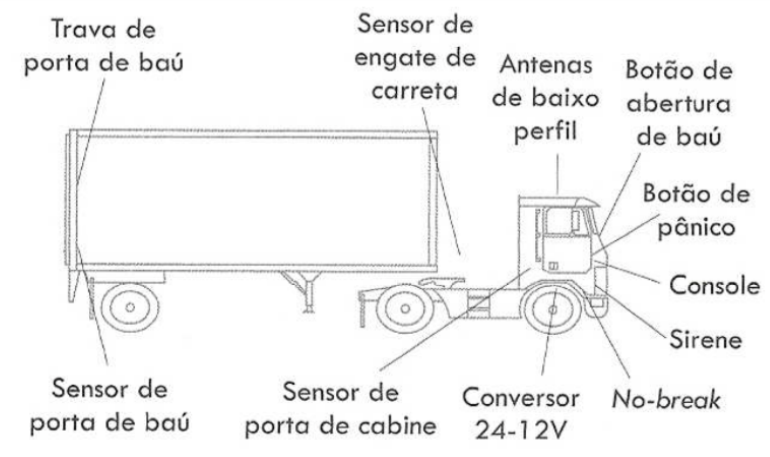 Trava de
porta de baú
Sensor de
engate de
carreta
Antenas
de baixo
perfil
Botão de
abertura
de baú
Botão de
pânico
Console
Sirene
Sensor de
porta de baú
Sensor de
porta de cabine
Conversor
24-12V
No-break